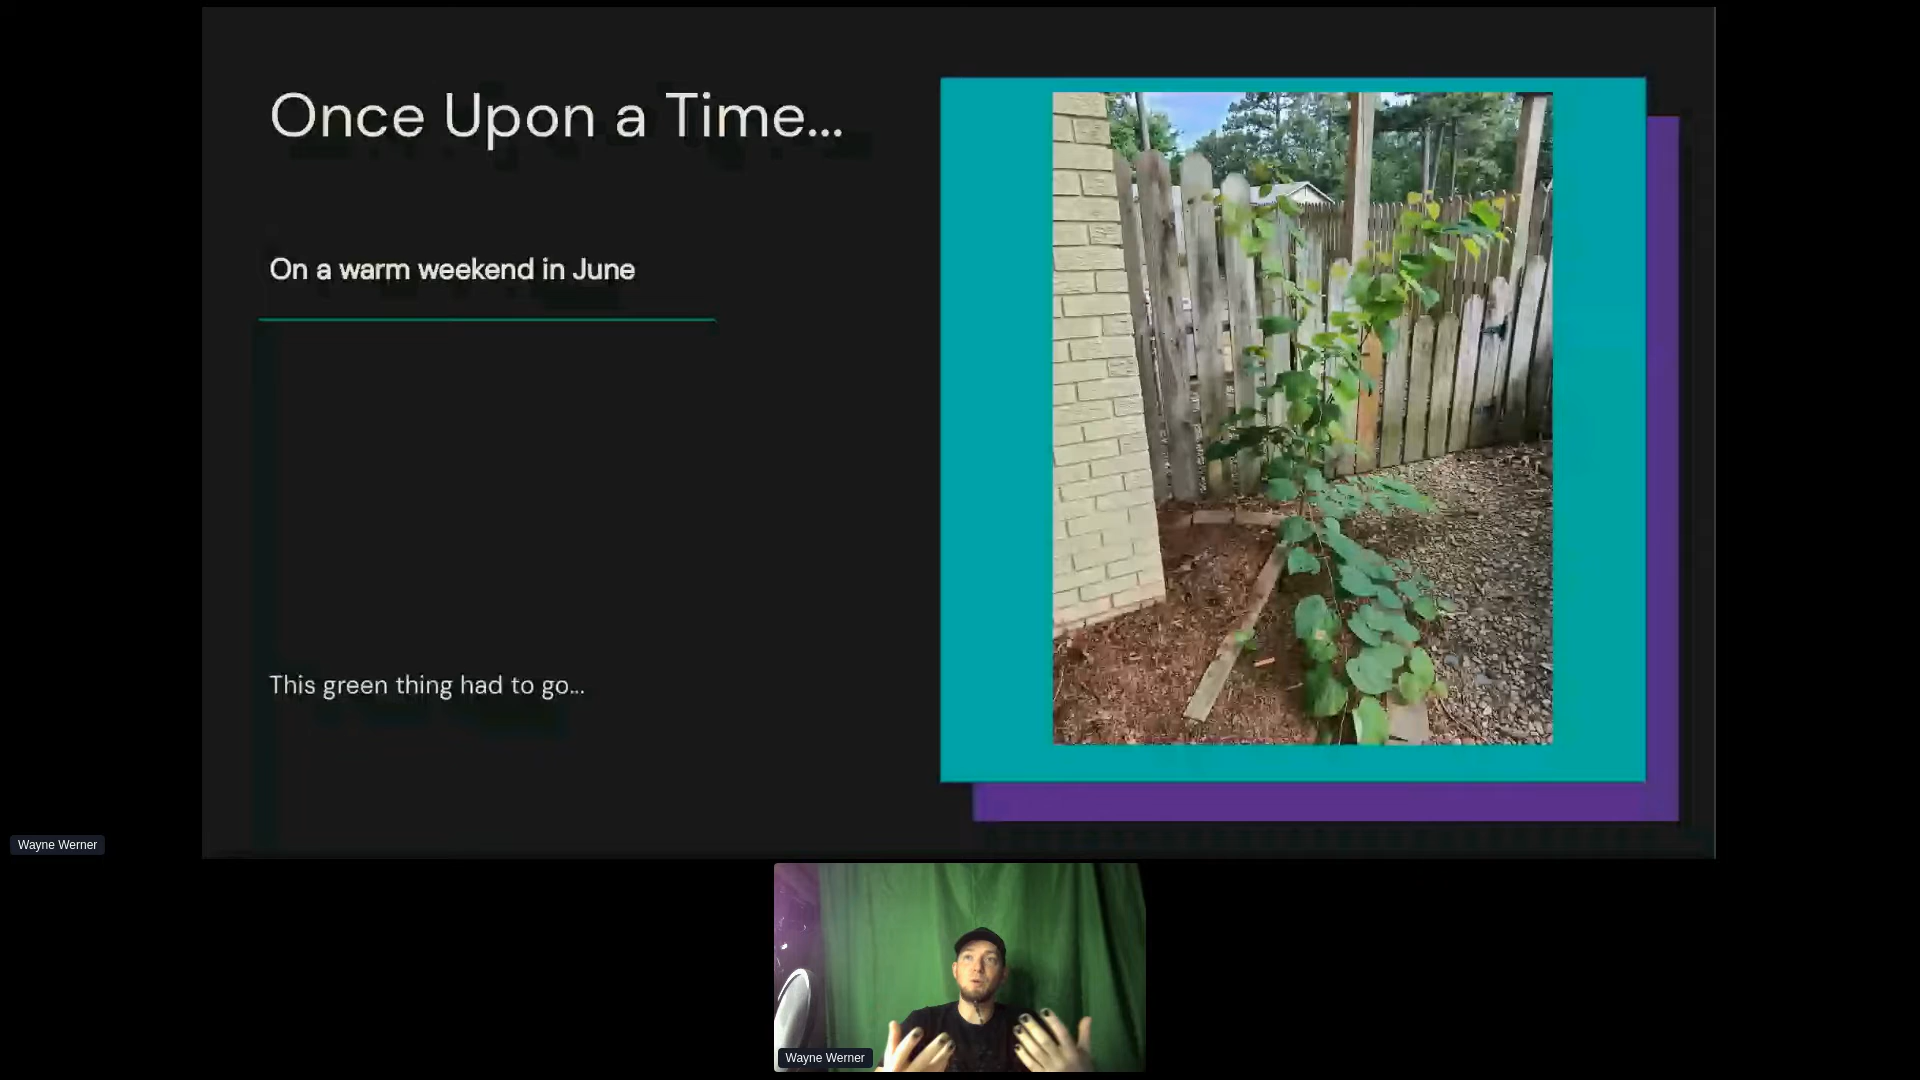 Once Upon a Time...
On a warm weekend in June
This green thing had to go...
Wayne Werner
Wayne Werner